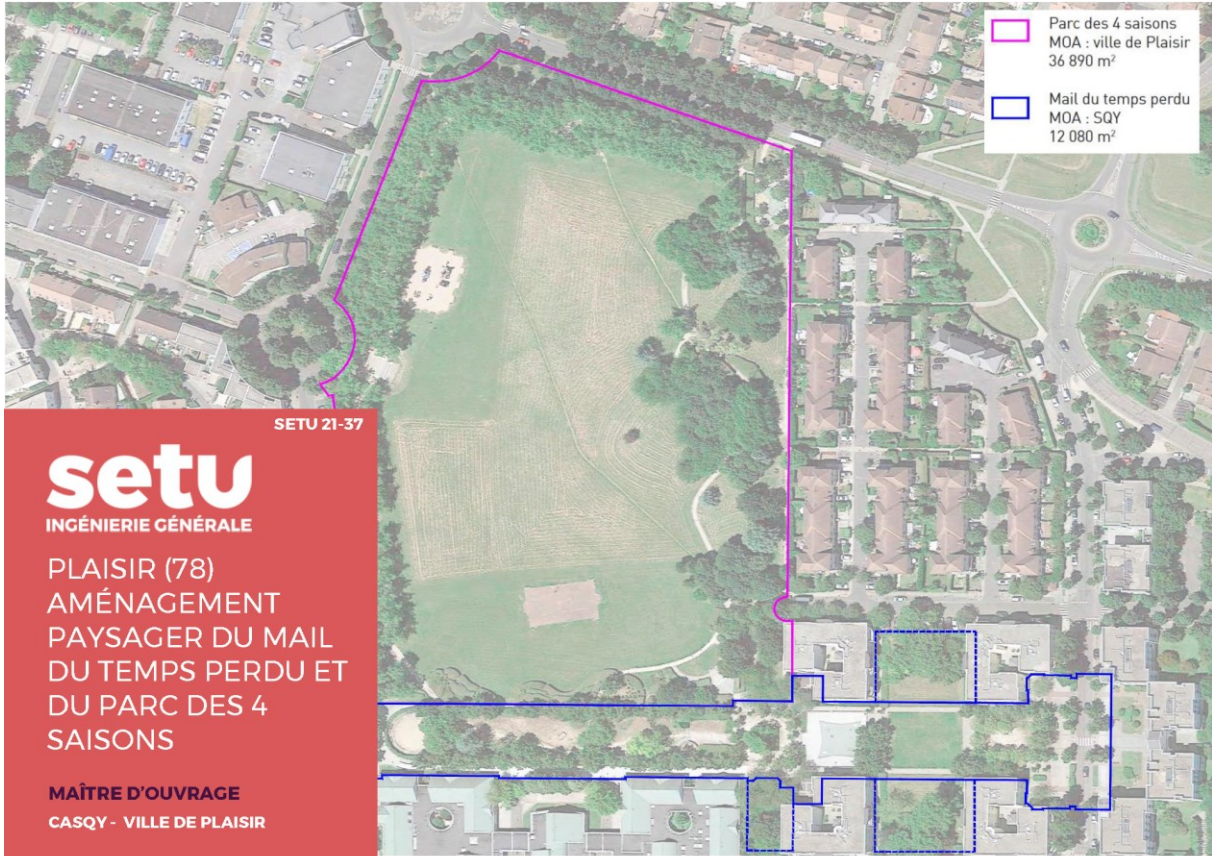 Parc des 4 saisons
MOA : ville de Plaisir
36 890 m²
Mail du temps perdu
MOA : SQY
12 080 m²
SETU 21-37
setu
INGÉNIERIE GÉNÉRALE
PLAISIR (78)
AMÉNAGEMENT
PAYSAGER DU MAIL
DU TEMPS PERDU ET
DU PARC DES 4
SAISONS
MAÎTRE D'OUVRAGE
CASQY - VILLE DE PLAISIR